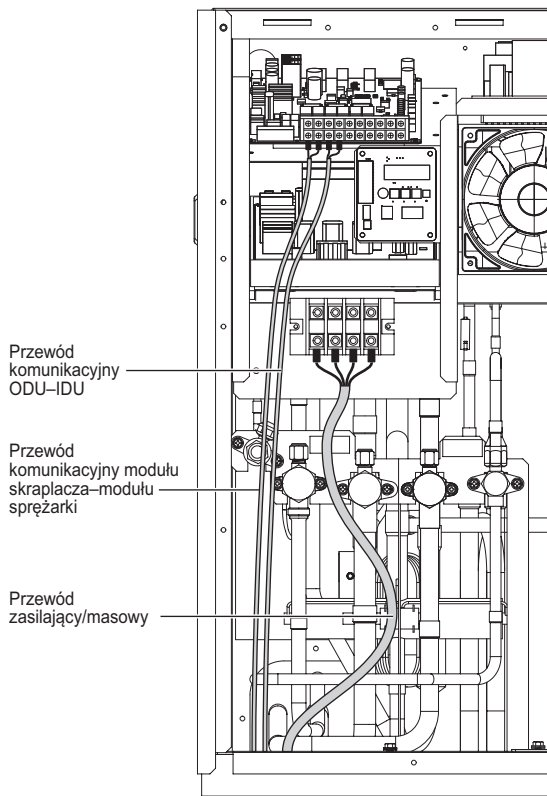 Przewód
komunikacyjny
ODU–IDU
Przewód
komunikacyjny modułu
skraplacza–modułu
sprężarki
Przewód
zasilający/masowy